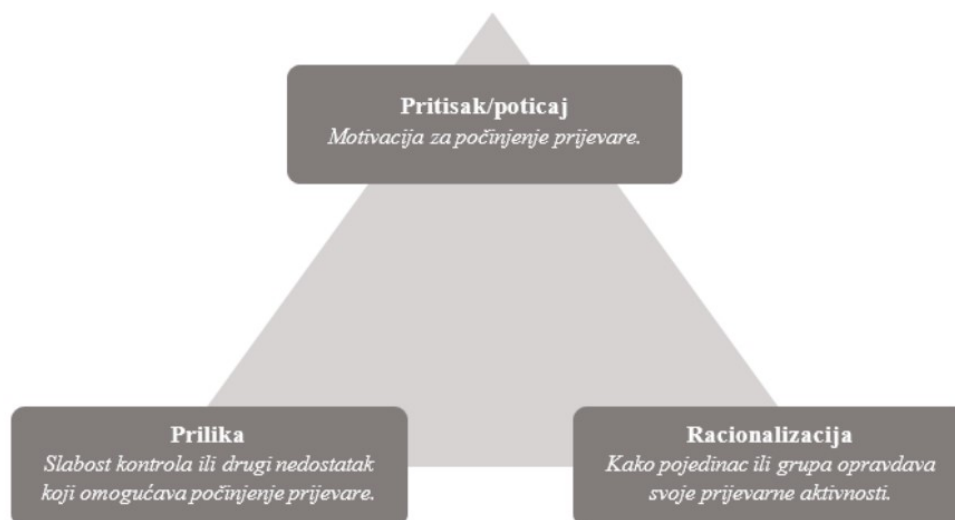 Pritisak/poticaj
Motivacija za počinjenje prijevare.
Prilika
Slabost kontrola ili drugi nedostatak
koji omogućava počinjenje prijevare.
Racionalizacija
Kako pojedinac ili grupa opravdava
svoje prijevarne aktivnosti.